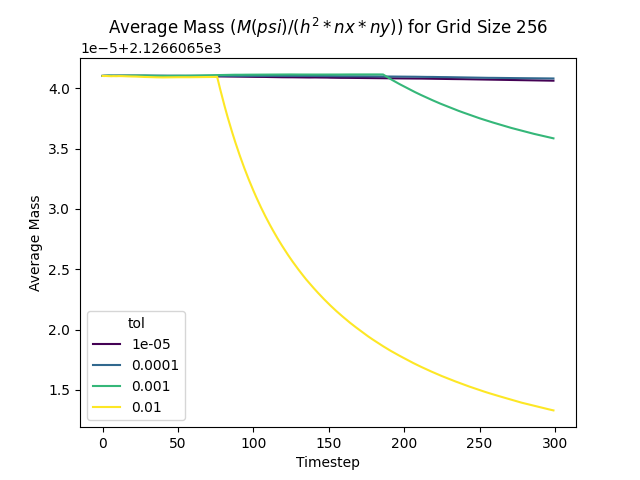 Average Mass (M(psi)/(h² * nx * ny)) for Grid Size 256
1e−5+2.1266065e3
4.0
3.5
3.0
2.5
2.0
1.5
Average Mass
tol
1e-05
0.0001
0.001
0.01
0 50 100 150 200 250 300
Timestep